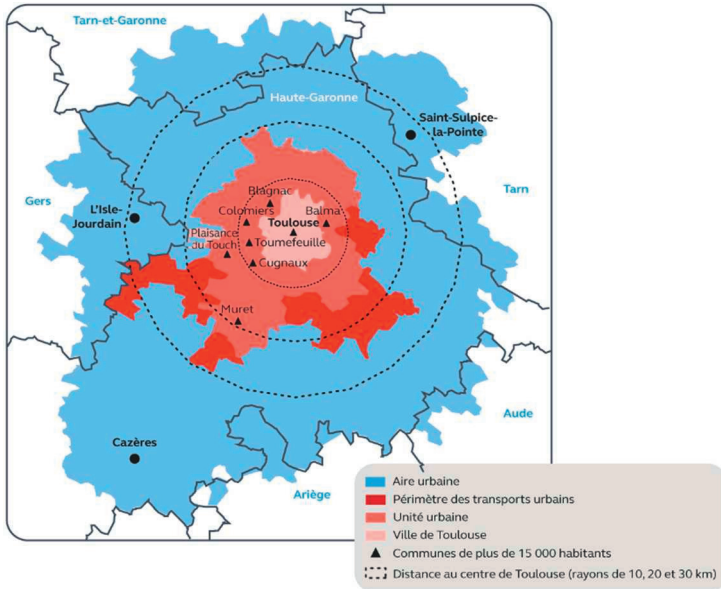 Tarn-et-Garonne
Haute-Garonne
Saint-Sulpice-
la-Pointe
Tarn
Gers
L'Isle-
Jourdain
Blagnac
Colomiers
Balma
Toulouse
Plaisance
du Touch
Tournefeuille
Cugnaux
Muret
Aude
Cazères
Ariège
Aire urbaine
Périmètre des transports urbains
Unité urbaine
Ville de Toulouse
Communes de plus de 15 000 habitants
Distance au centre de Toulouse (rayons de 10, 20 et 30 km)